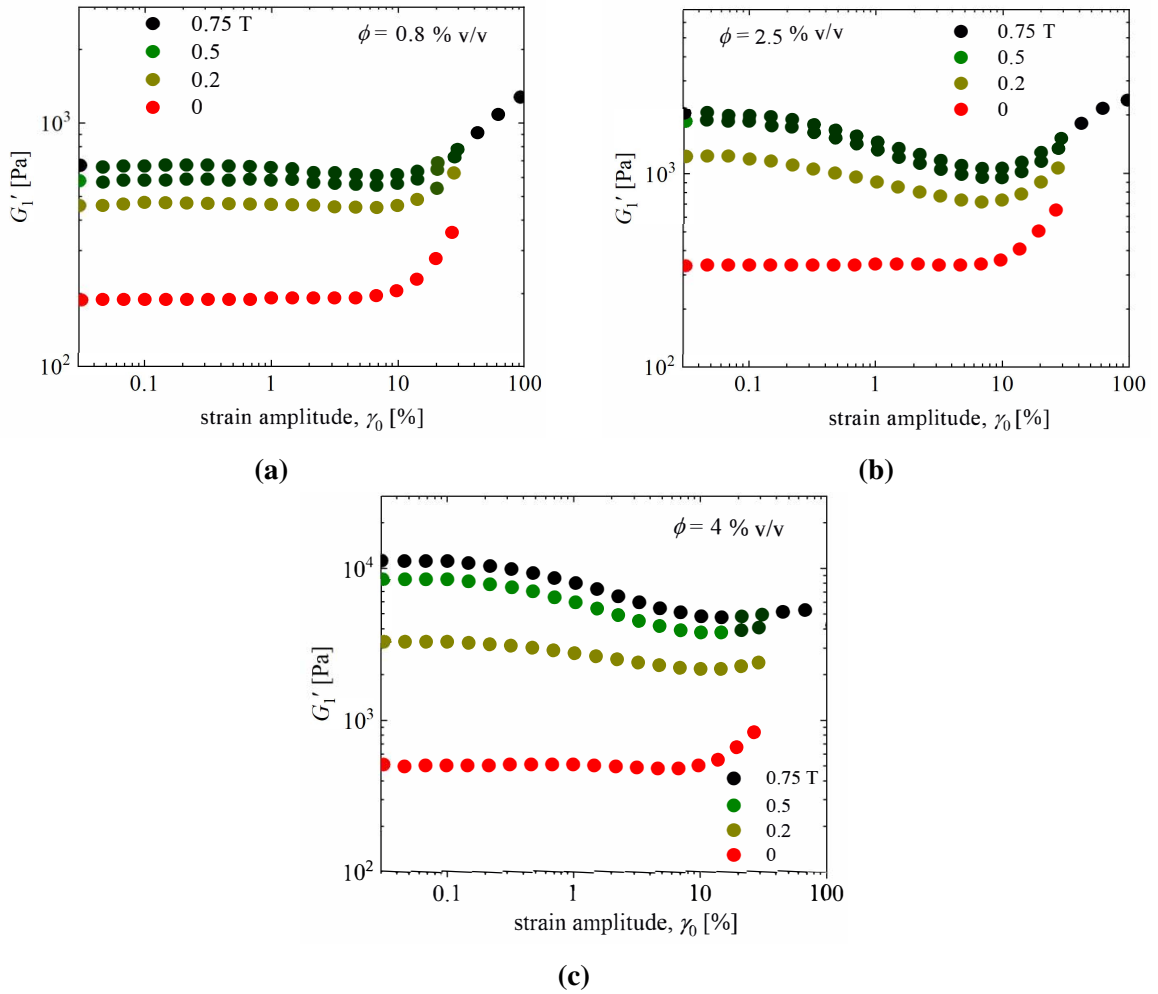 0.75 T
0.5
0.2
0
ϕ = 0.8 % v/v
10³
10²
G₁′ [Pa]
0.1 1 10 100
strain amplitude, γ₀ [%]
(a)
ϕ = 2.5 % v/v
0.75 T
0.5
0.2
0
10³
10²
G₁′ [Pa]
0.1 1 10 100
strain amplitude, γ₀ [%]
(b)
ϕ = 4 % v/v
10⁴
10³
10²
G₁′ [Pa]
0.75 T
0.5
0.2
0
0.1 1 10 100
strain amplitude, γ₀ [%]
(c)